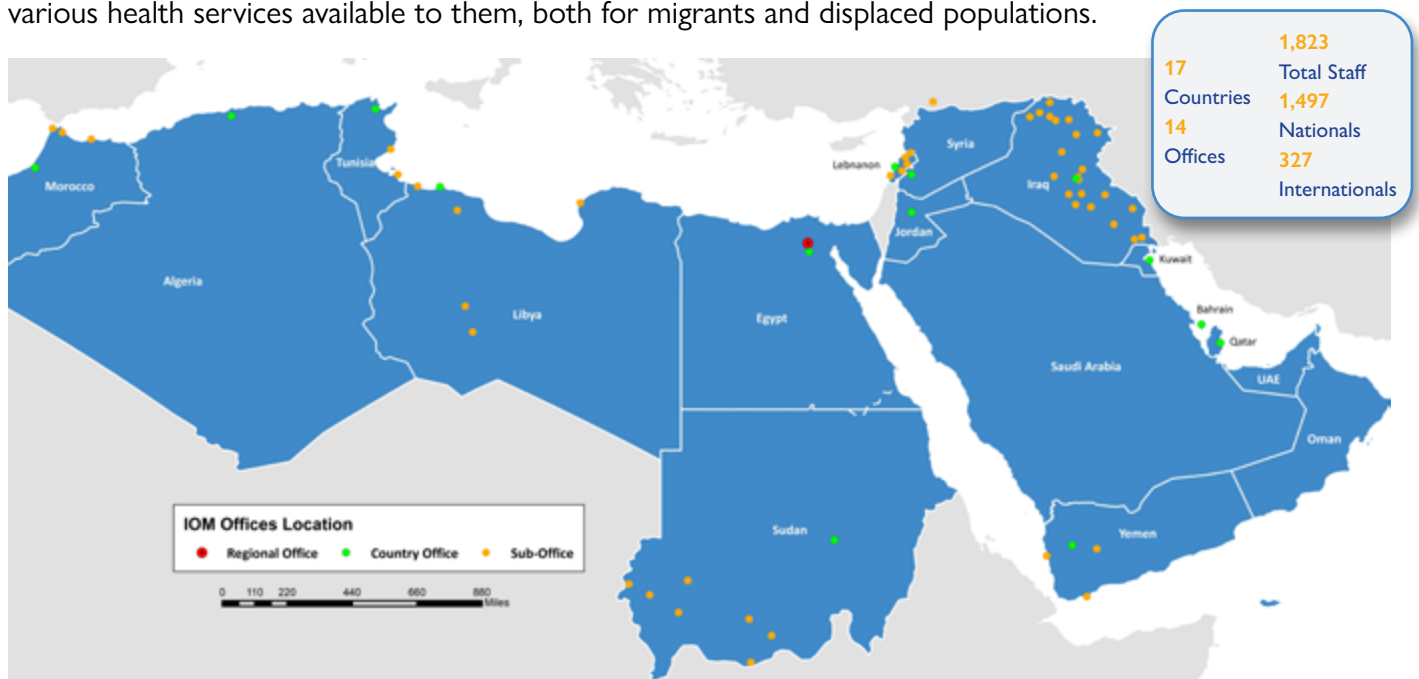 various health services available to them, both for migrants and displaced populations.
17
Countries
14
Offices
1,823
Total Staff
1,497
Nationals
327
Internationals
Morocco
Algeria
Tunisia
Libya
Egypt
Sudan
Lebnanon
Syria
Jordan
Iraq
Kuwait
Bahrain
Qatar
Saudi Arabia
UAE
Oman
Yemen
IOM Offices Location
Regional Office Country Office Sub-Office
0 110 220 440 660 880
Miles